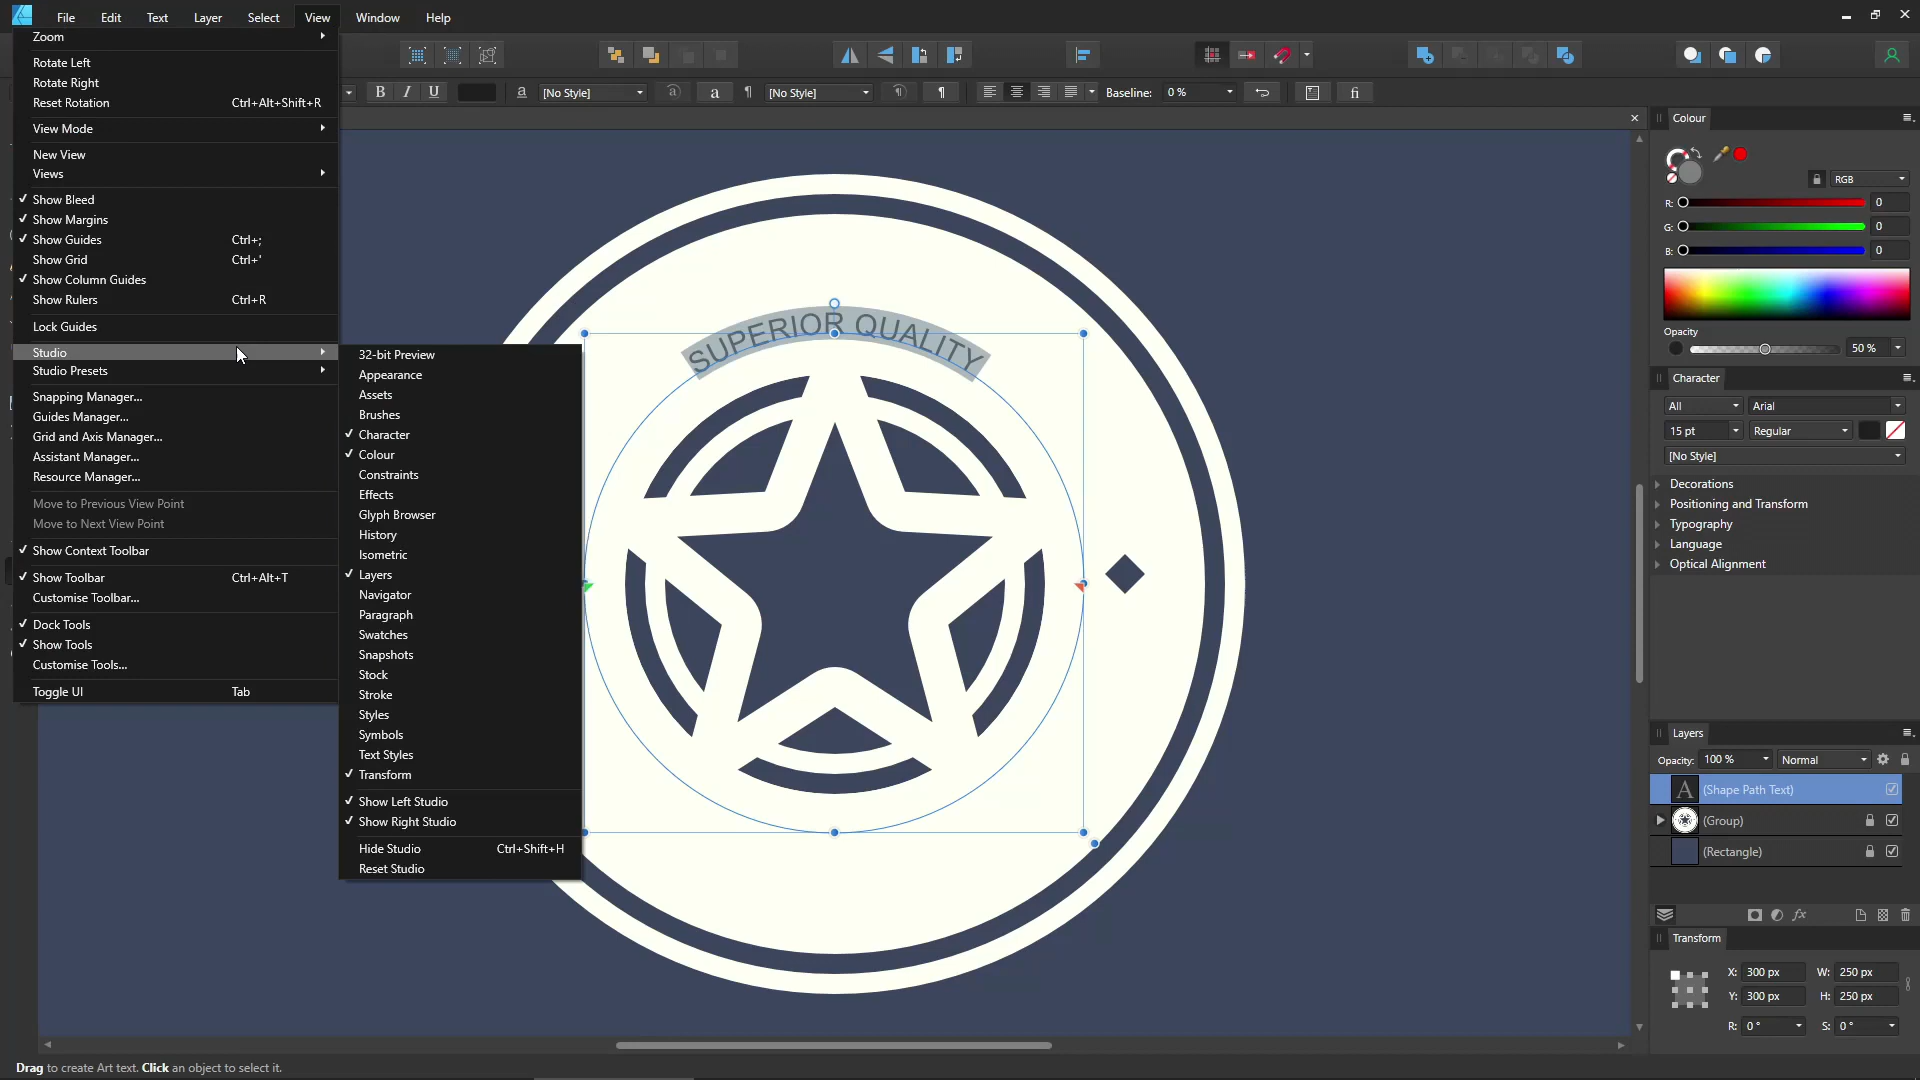 File Edit Text Layer Select View Window Help
Zoom
Rotate Left
Rotate Right
Reset Rotation Ctrl+Alt+Shift+R
View Mode
New View
Views
Show Bleed
Show Margins
Show Guides Ctrl+;
Show Grid Ctrl+'
Show Column Guides
Show Rulers Ctrl+R
Lock Guides
Studio
Studio Presets
Snapping Manager...
Guides Manager...
Grid and Axis Manager...
Assistant Manager...
Resource Manager...
Move to Previous View Point
Move to Next View Point
Show Context Toolbar
Show Toolbar Ctrl+Alt+T
Customise Toolbar...
Dock Tools
Show Tools
Customise Tools...
Toggle UI Tab
32-bit Preview
Appearance
Assets
Brushes
Character
Colour
Constraints
Effects
Glyph Browser
History
Isometric
Layers
Navigator
Paragraph
Swatches
Snapshots
Stock
Stroke
Styles
Symbols
Text Styles
Transform
Show Left Studio
Show Right Studio
Hide Studio Ctrl+Shift+H
Reset Studio
B I U a [No Style] a a ¶ [No Style] ¶ Baseline: 0 % fi
SUPERIOR QUALITY
Colour
RGB
R: 0
G: 0
B: 0
Opacity
50 %
Character
All Arial
15 pt Regular
[No Style]
Decorations
Positioning and Transform
Typography
Language
Optical Alignment
Layers
Opacity: 100 % Normal
A (Shape Path Text)
(Group)
(Rectangle)
fx
Transform
X: 300 px W: 250 px
Y: 300 px H: 250 px
R: 0 ° S: 0 °
Drag to create Art text. Click an object to select it.